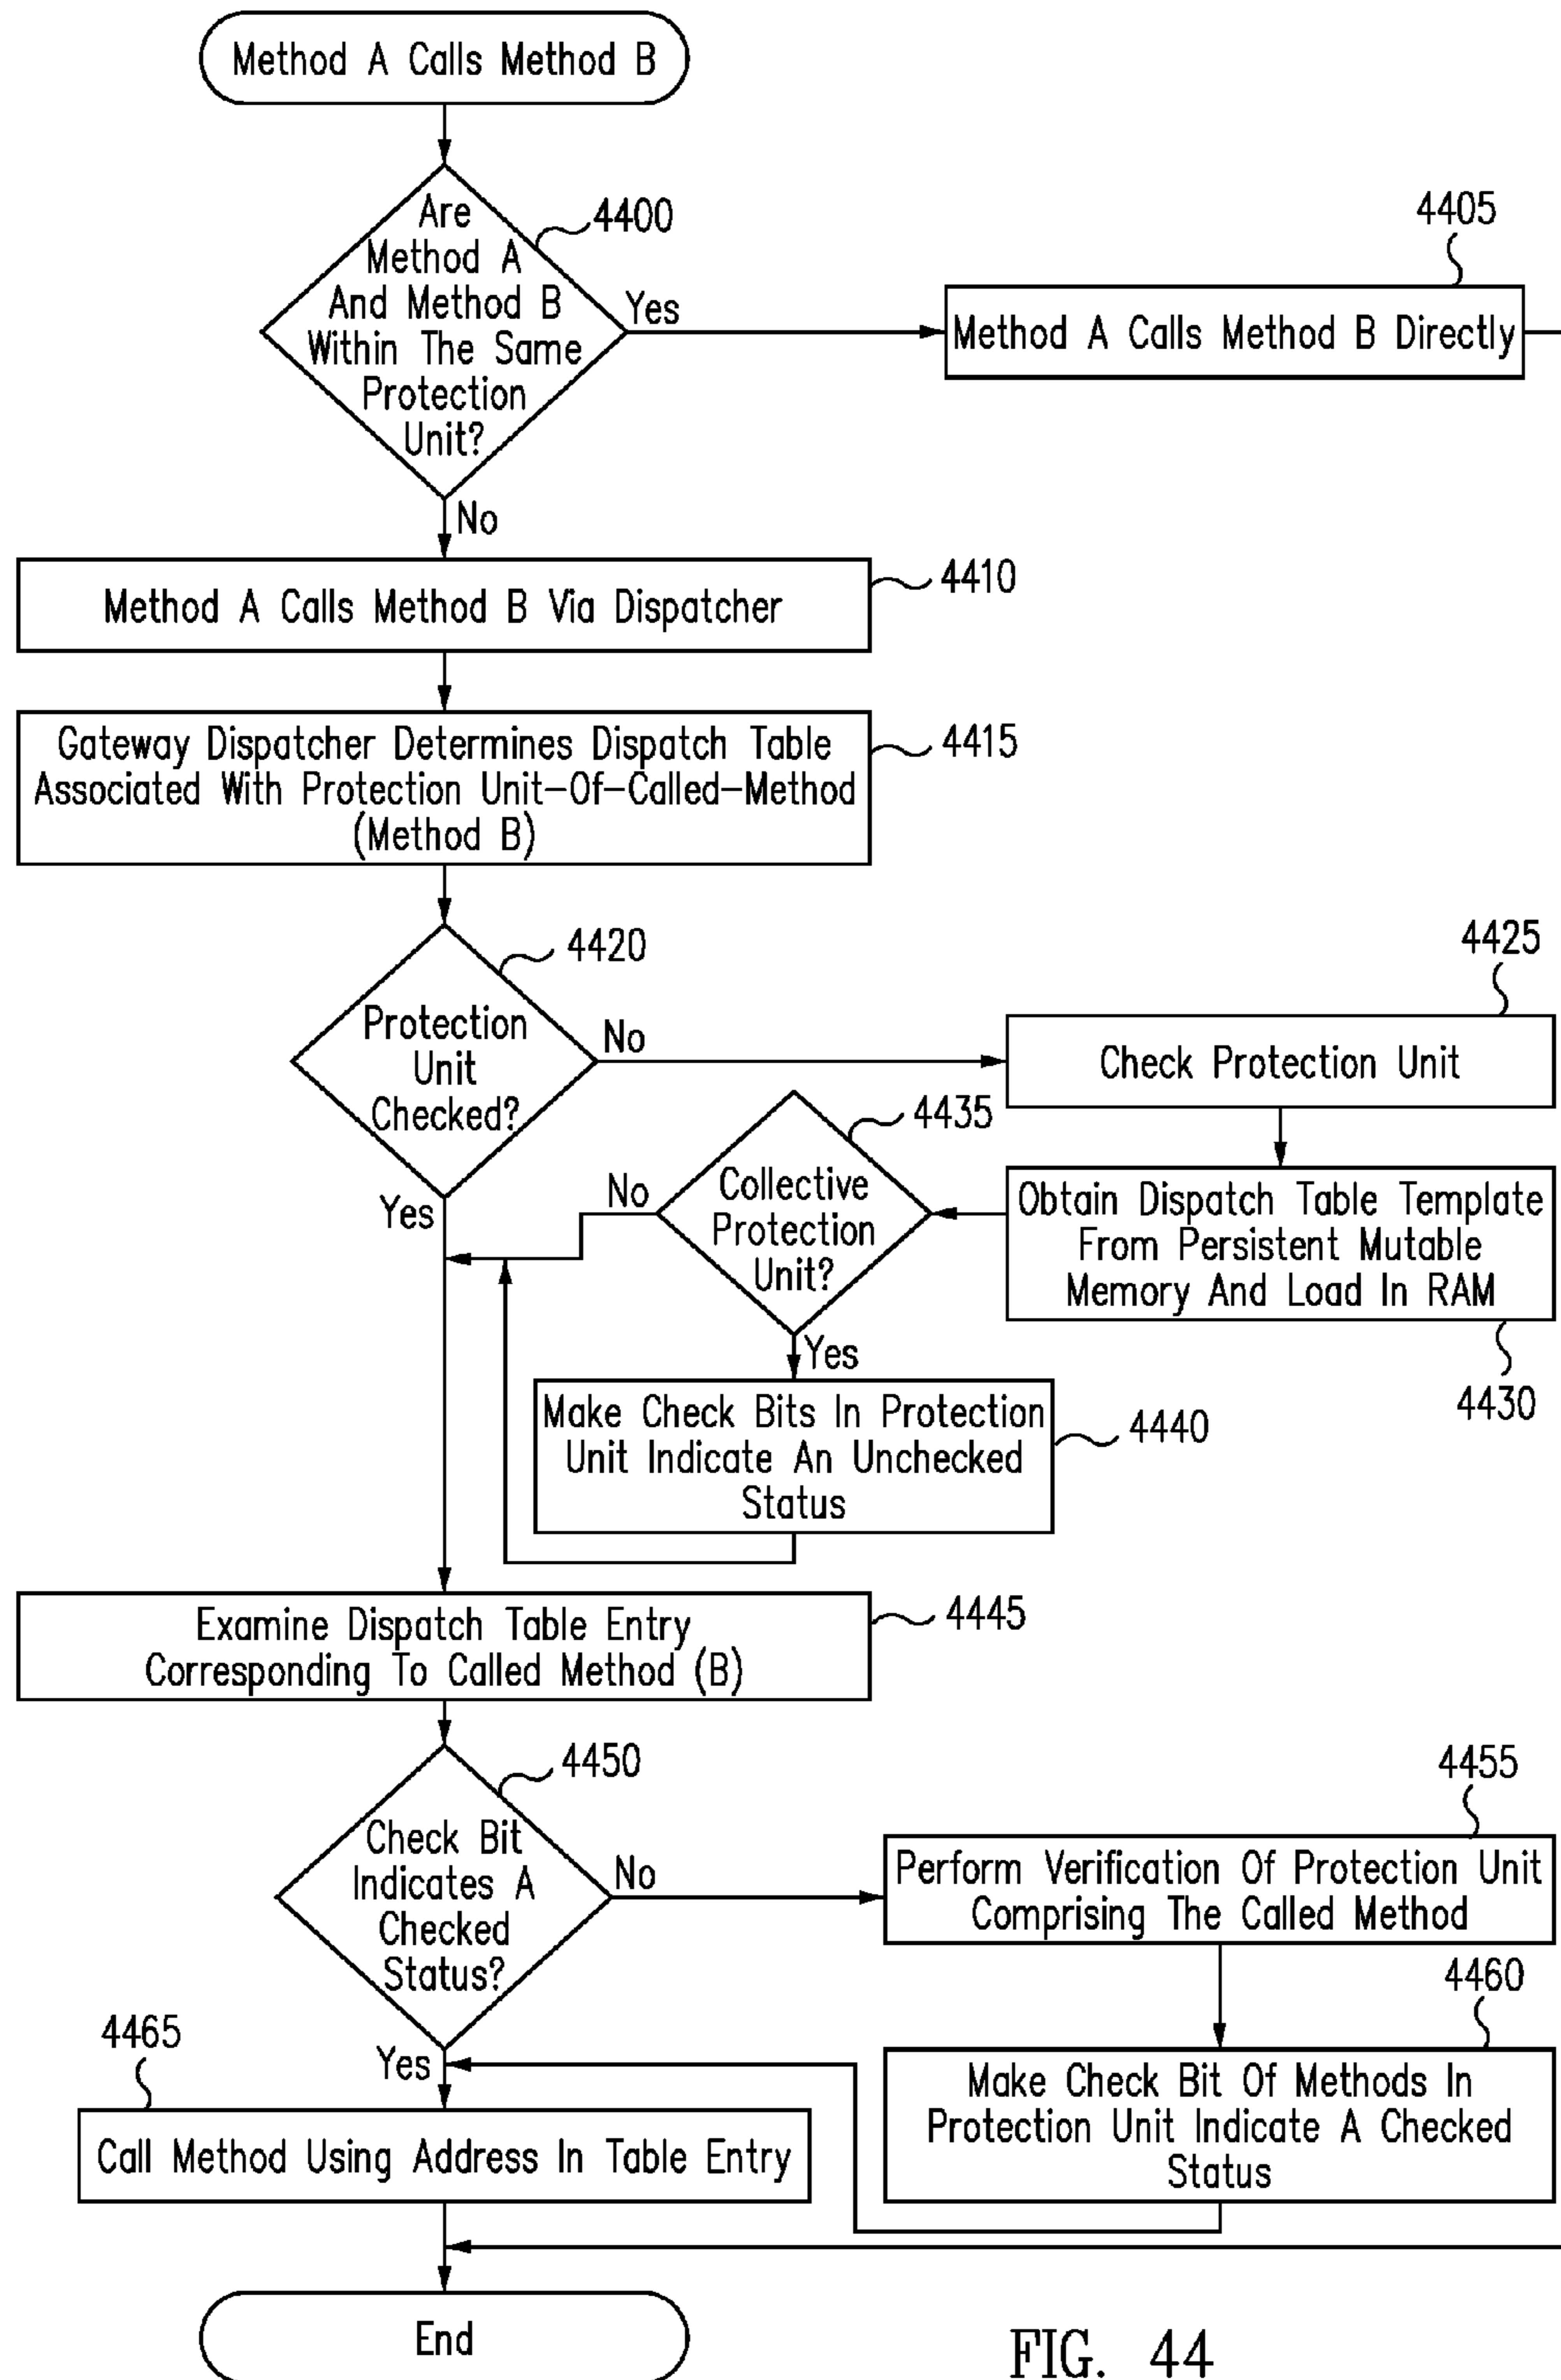 Method A Calls Method B
Are
Method A
And Method B
Within The Same
Protection
Unit?
4400
Yes
4405
Method A Calls Method B Directly
No
Method A Calls Method B Via Dispatcher
4410
Gateway Dispatcher Determines Dispatch Table
Associated With Protection Unit-Of-Called-Method
(Method B)
4415
4420
Protection
Unit
Checked?
No
4425
Check Protection Unit
Yes
4435
Collective
Protection
Unit?
No
Obtain Dispatch Table Template
From Persistent Mutable
Memory And Load In RAM
4430
Yes
Make Check Bits In Protection
Unit Indicate An Unchecked
Status
4440
Examine Dispatch Table Entry
Corresponding To Called Method (B)
4445
4450
Check Bit
Indicates A
Checked
Status?
No
4455
Perform Verification Of Protection Unit
Comprising The Called Method
4460
Make Check Bit Of Methods In
Protection Unit Indicate A Checked
Status
Yes
4465
Call Method Using Address In Table Entry
End
FIG. 44